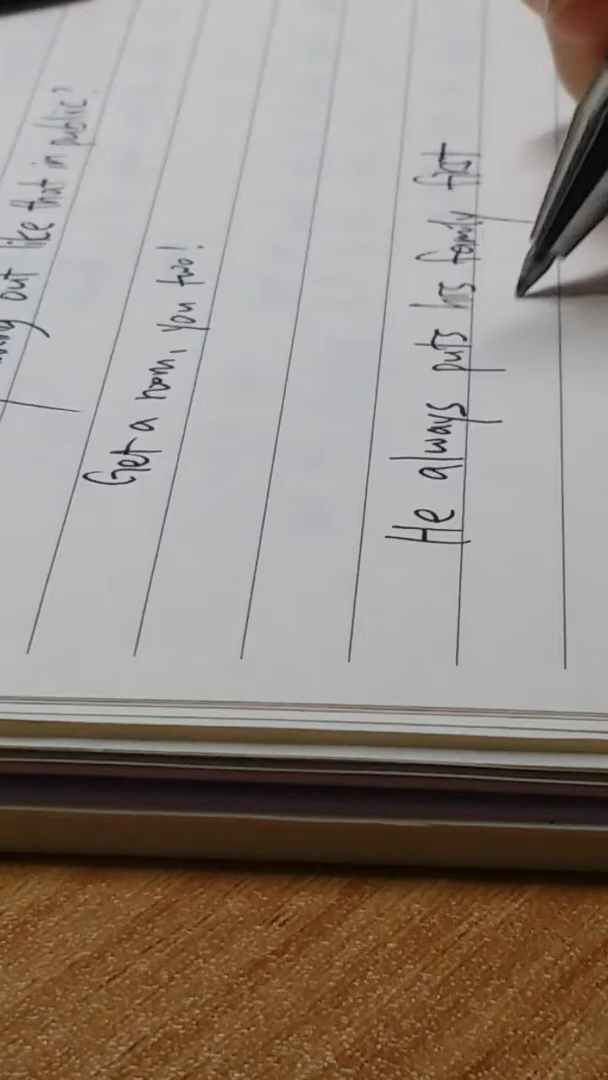 out like that in public?
Get a room, you two!
He always puts his family first